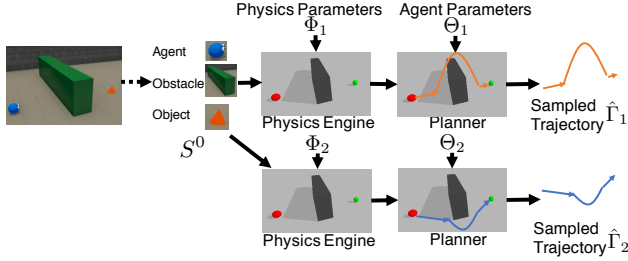 Physics Parameters
Agent Parameters
Φ₁
Θ₁
Agent
Obstacle
Object
S⁰
Physics Engine
Planner
Sampled
Trajectory Γ̂₁
Φ₂
Θ₂
Physics Engine
Planner
Sampled
Trajectory Γ̂₂